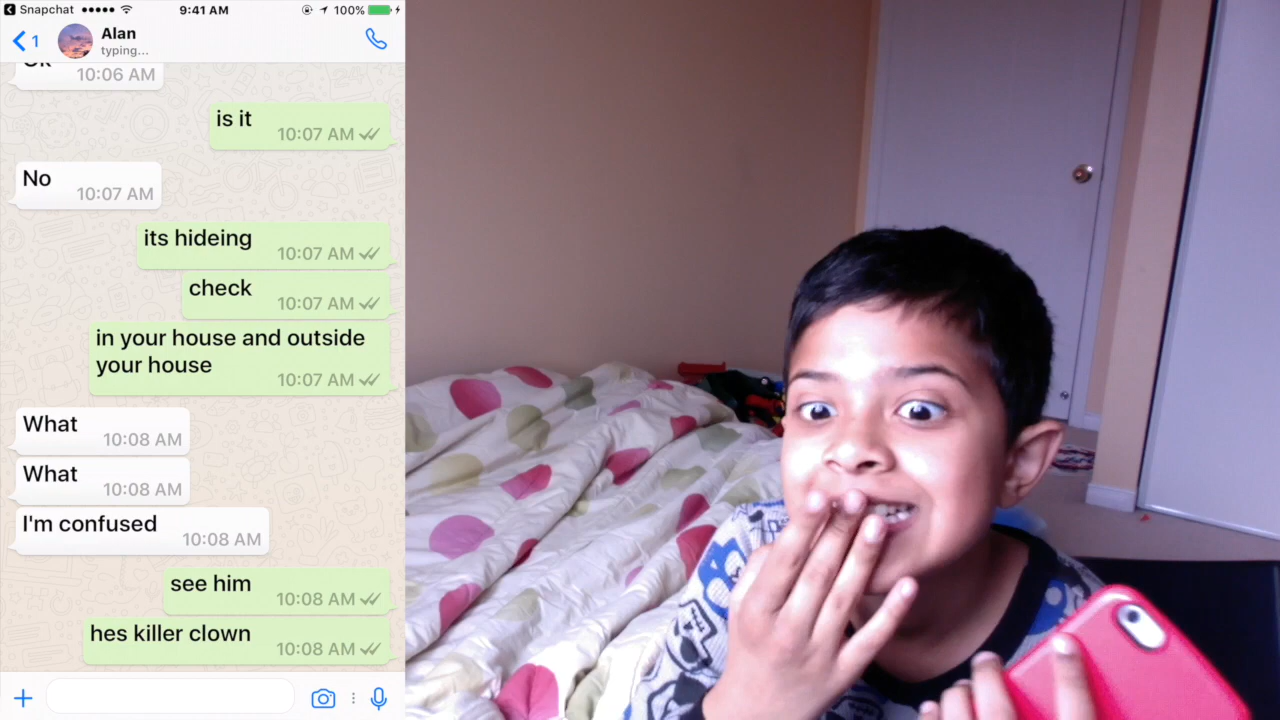 Snapchat 9:41 AM 100%
1 Alan
typing...
Ok
10:06 AM
is it
10:07 AM
No
10:07 AM
its hideing
10:07 AM
check
10:07 AM
in your house and outside
your house
10:07 AM
What
10:08 AM
What
10:08 AM
I'm confused
10:08 AM
see him
10:08 AM
hes killer clown
10:08 AM